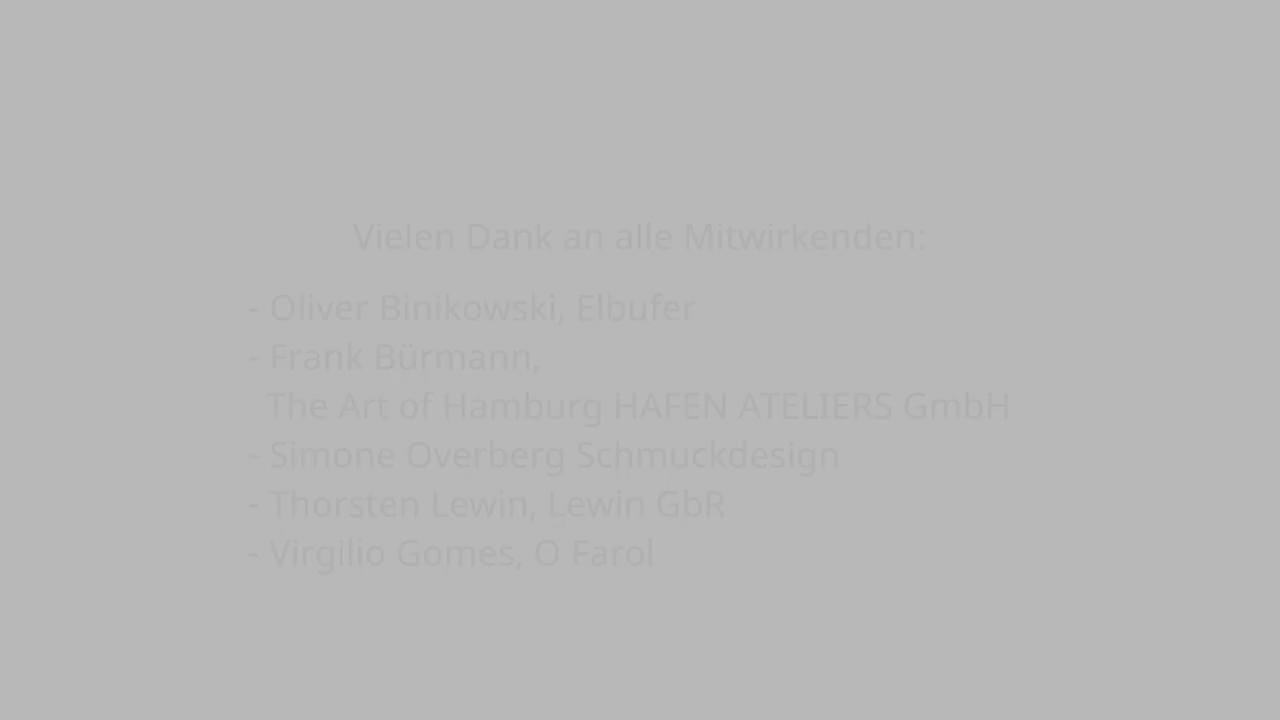 Vielen Dank an alle Mitwirkenden:
- Oliver Binikowski, Elbufer
- Frank Bürmann,
The Art of Hamburg HAFEN ATELIERS GmbH
- Simone Overberg Schmuckdesign
- Thorsten Lewin, Lewin GbR
- Virgilio Gomes, O Farol